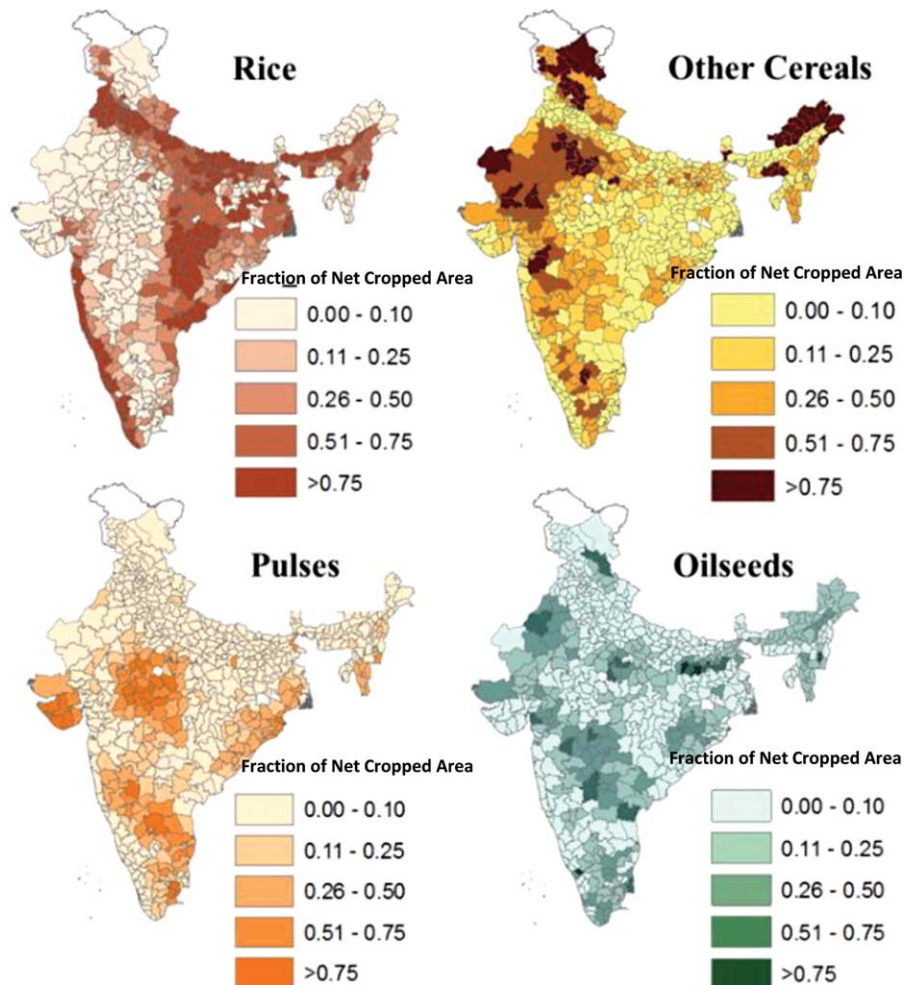 Rice
Fraction of Net Cropped Area
0.00 - 0.10
0.11 - 0.25
0.26 - 0.50
0.51 - 0.75
>0.75
Other Cereals
Fraction of Net Cropped Area
0.00 - 0.10
0.11 - 0.25
0.26 - 0.50
0.51 - 0.75
>0.75
Pulses
Fraction of Net Cropped Area
0.00 - 0.10
0.11 - 0.25
0.26 - 0.50
0.51 - 0.75
>0.75
Oilseeds
Fraction of Net Cropped Area
0.00 - 0.10
0.11 - 0.25
0.26 - 0.50
0.51 - 0.75
>0.75